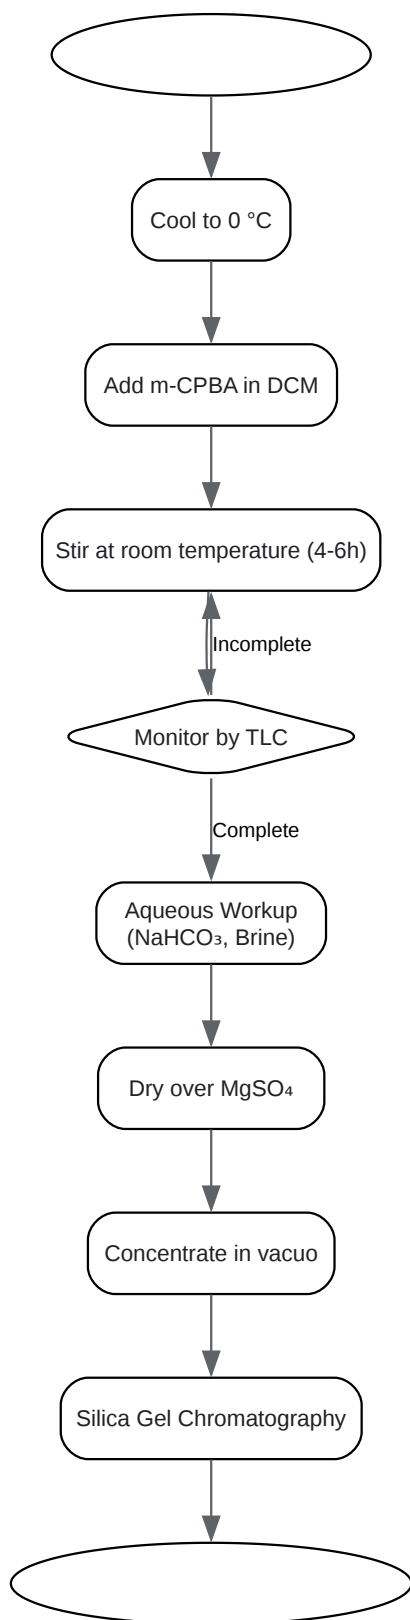 Cool to 0 °C
Add m-CPBA in DCM
Stir at room temperature (4-6h)
Incomplete
Monitor by TLC
Complete
Aqueous Workup
(NaHCO₃, Brine)
Dry over MgSO₄
Concentrate in vacuo
Silica Gel Chromatography